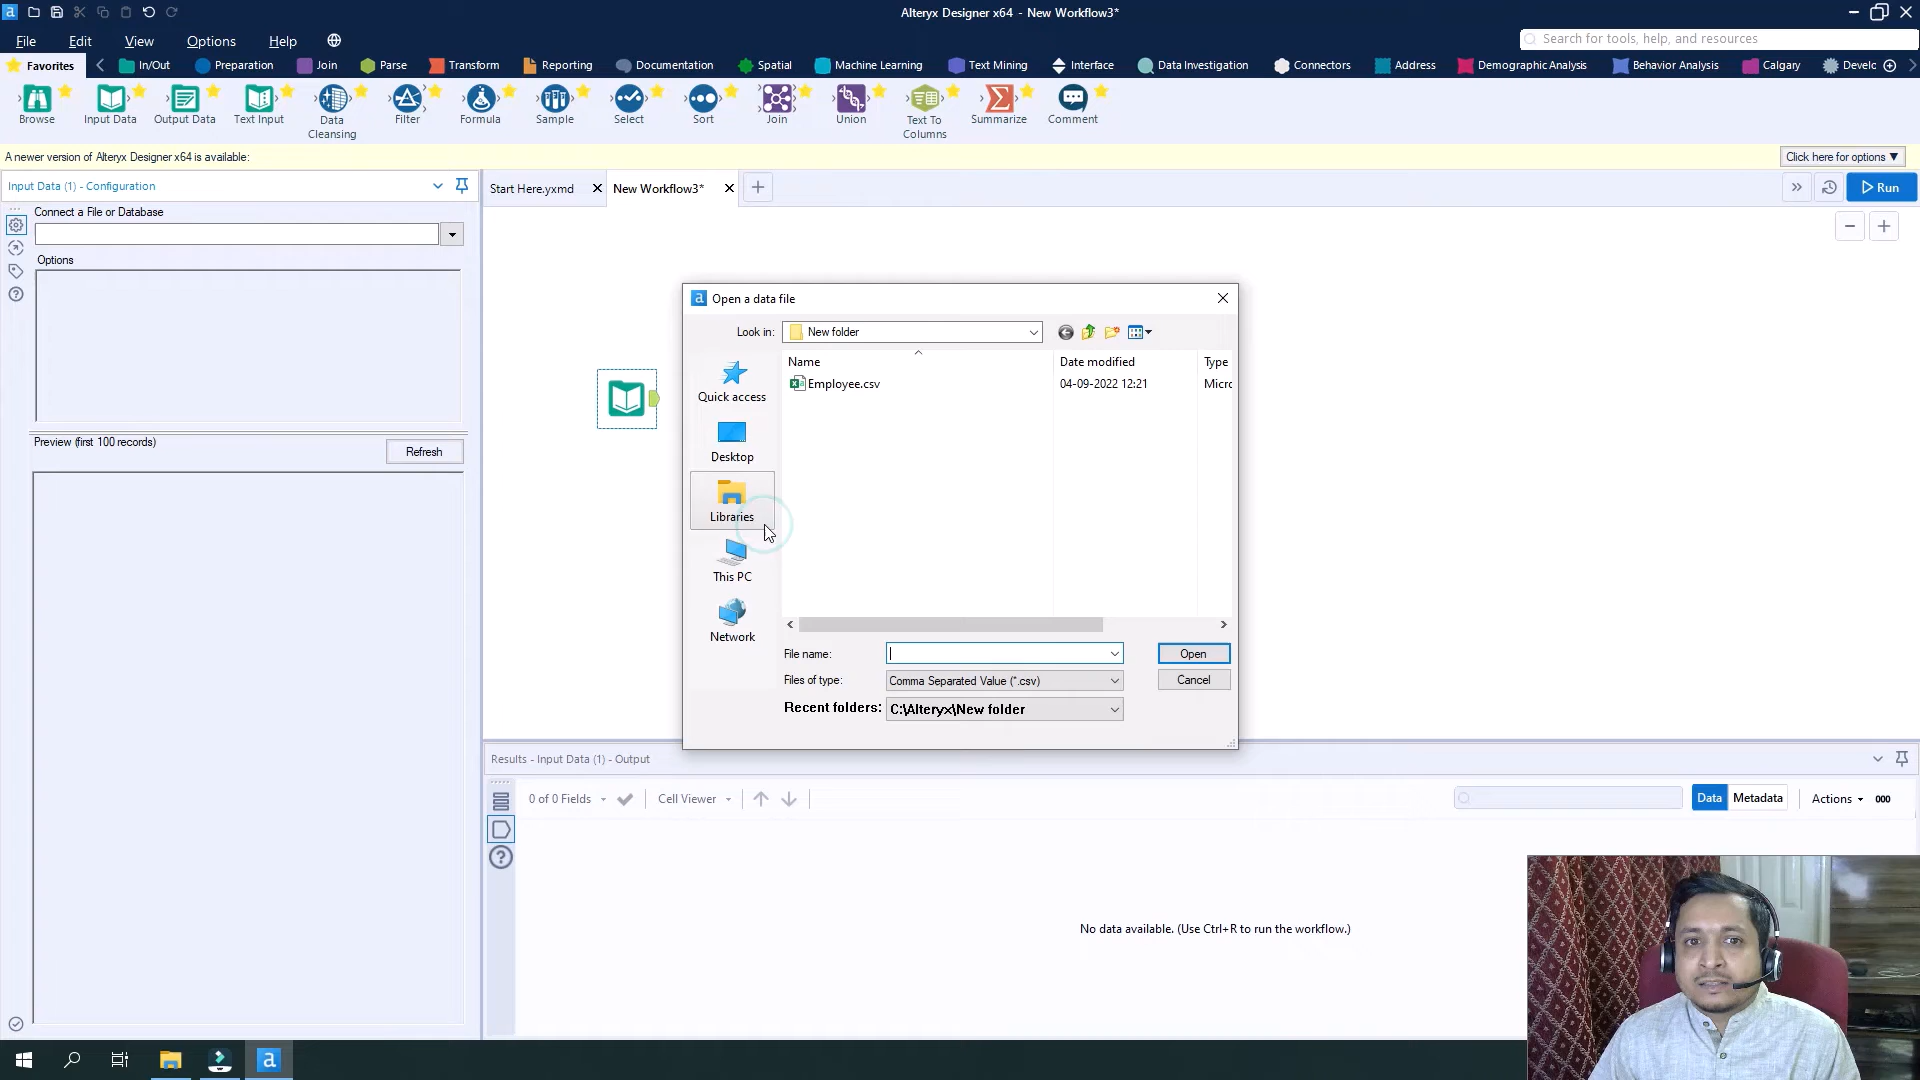 Alteryx Designer x64 - New Workflow3*
File Edit View Options Help
Search for tools, help, and resources
Favorites In/Out Preparation Join Parse Transform Reporting Documentation Spatial Machine Learning Text Mining Interface Data Investigation Connectors Address Demographic Analysis Behavior Analysis Calgary Develo
Browse Input Data Output Data Text Input Data Cleansing Filter Formula Sample Select Sort Join Union Text To Columns Summarize Comment
A newer version of Alteryx Designer x64 is available:
Click here for options ▼
Input Data (1) - Configuration
Start Here.yxmd
New Workflow3*
Run
Connect a File or Database
Options
Preview (first 100 records)
Refresh
Open a data file
Look in: New folder
Name Date modified Type
Employee.csv 04-09-2022 12:21 Micro
Quick access
Desktop
Libraries
This PC
Network
File name:
Open
Files of type: Comma Separated Value (*.csv)
Cancel
Recent folders: C:\Alteryx\New folder
Results - Input Data (1) - Output
0 of 0 Fields Cell Viewer Data Metadata Actions 000
No data available. (Use Ctrl+R to run the workflow.)